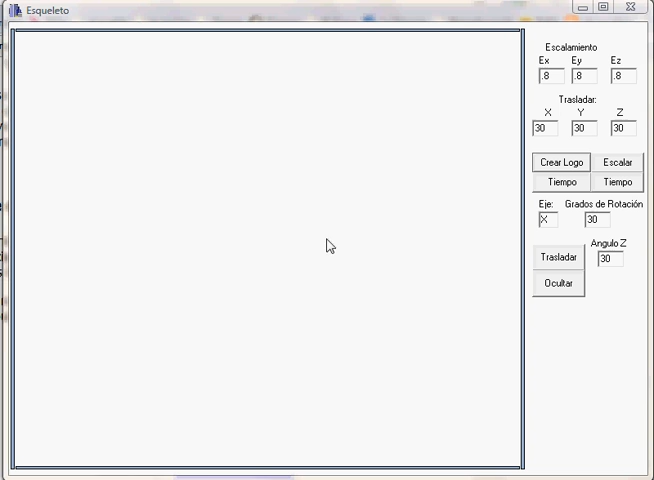 Esqueleto
Escalamiento
Ex Ey Ez
.8 .8 .8
Trasladar:
X Y Z
30 30 30
Crear Logo Escalar
Tiempo Tiempo
Eje: Grados de Rotación
X 30
Angulo Z
Trasladar 30
Ocultar